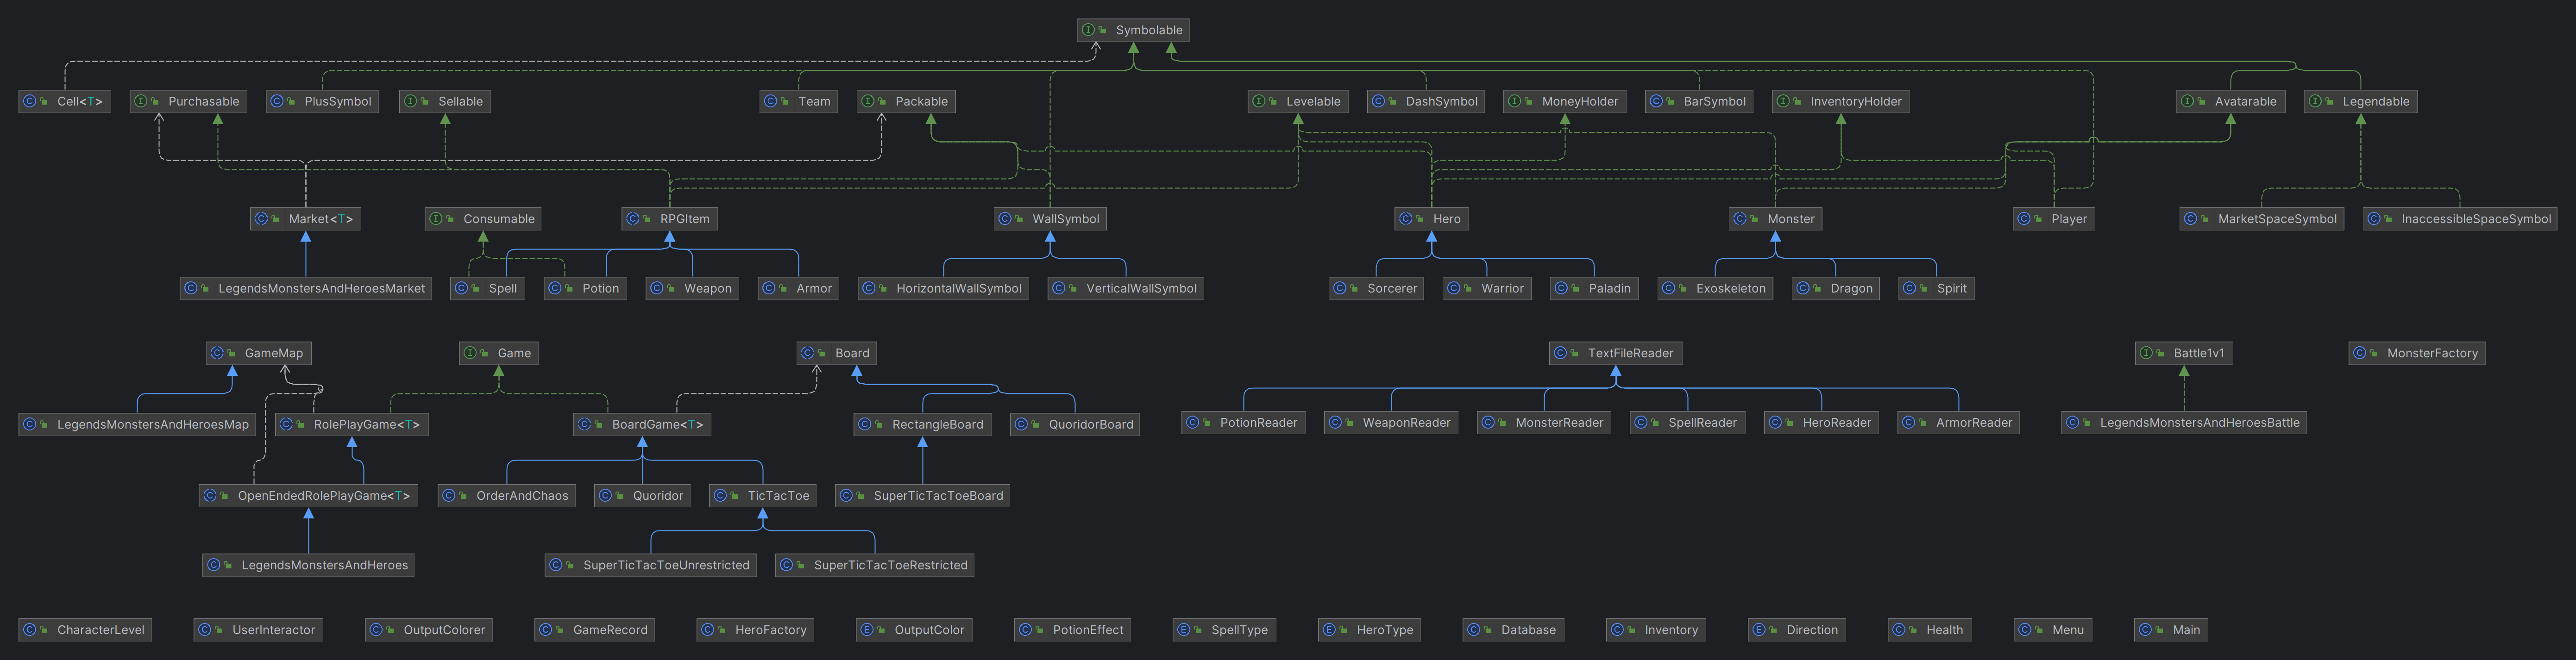 Symbolable
Cell<T>
Purchasable
PlusSymbol
Sellable
Team
Packable
Levelable
DashSymbol
MoneyHolder
BarSymbol
InventoryHolder
Avatarable
Legendable
Market<T>
Consumable
RPGItem
WallSymbol
Hero
Monster
Player
MarketSpaceSymbol
InaccessibleSpaceSymbol
LegendsMonstersAndHeroesMarket
Spell
Potion
Weapon
Armor
HorizontalWallSymbol
VerticalWallSymbol
Sorcerer
Warrior
Paladin
Exoskeleton
Dragon
Spirit
GameMap
Game
Board
TextFileReader
Battle1v1
MonsterFactory
LegendsMonstersAndHeroesMap
RolePlayGame<T>
BoardGame<T>
RectangleBoard
QuoridorBoard
PotionReader
WeaponReader
MonsterReader
SpellReader
HeroReader
ArmorReader
LegendsMonstersAndHeroesBattle
OpenEndedRolePlayGame<T>
OrderAndChaos
Quoridor
TicTacToe
SuperTicTacToeBoard
LegendsMonstersAndHeroes
SuperTicTacToeUnrestricted
SuperTicTacToeRestricted
CharacterLevel
UserInteractor
OutputColorer
GameRecord
HeroFactory
OutputColor
PotionEffect
SpellType
HeroType
Database
Inventory
Direction
Health
Menu
Main